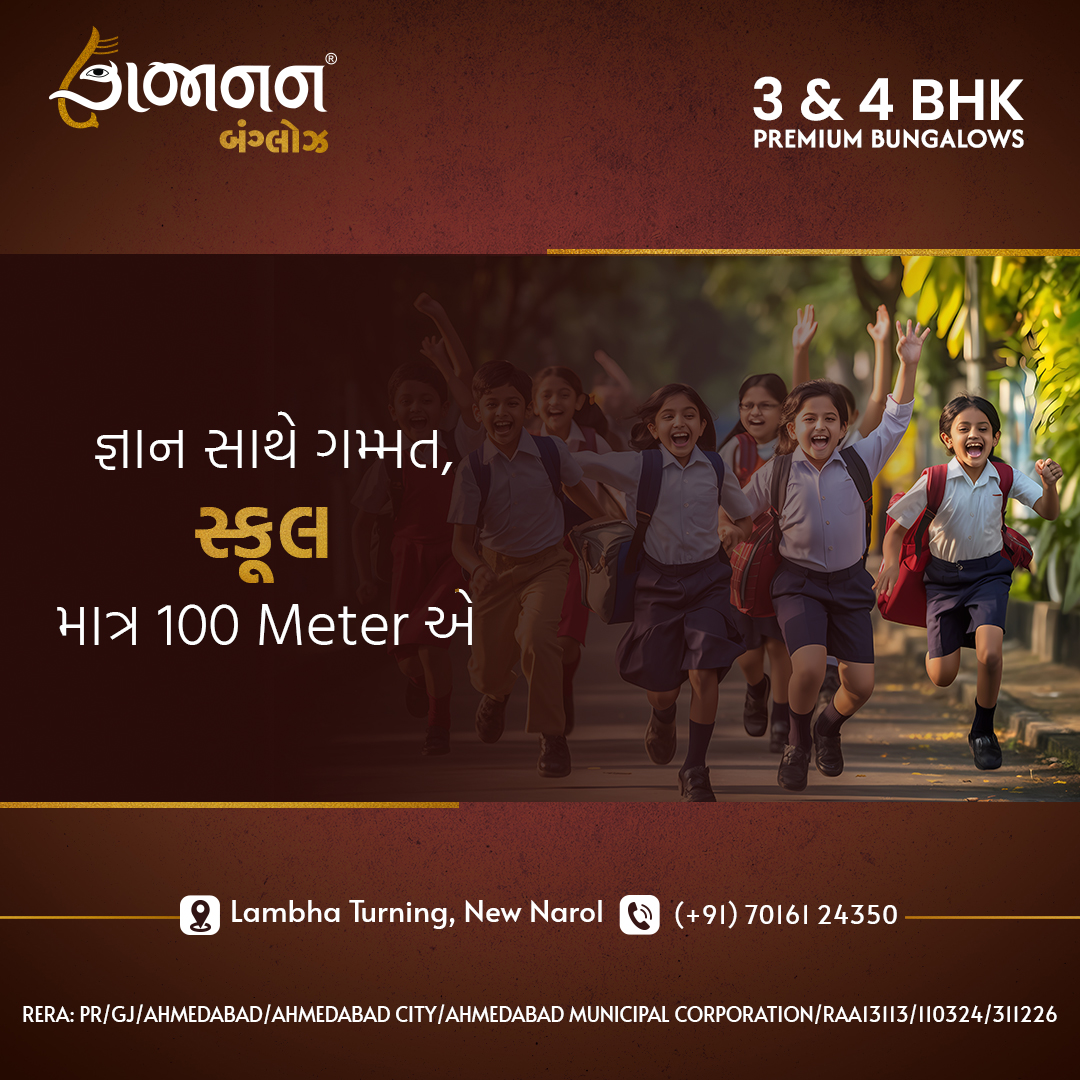 ગજાનન®
બંગ્લોઝ
3 & 4 BHK
PREMIUM BUNGALOWS
જ્ઞાન સાથે ગમ્મત,
સ્કૂલ
માત્ર 100 Meter એ
Lambha Turning, New Narol
(+91) 70161 24350
RERA: PR/GJ/AHMEDABAD/AHMEDABAD CITY/AHMEDABAD MUNICIPAL CORPORATION/RAA13113/110324/311226